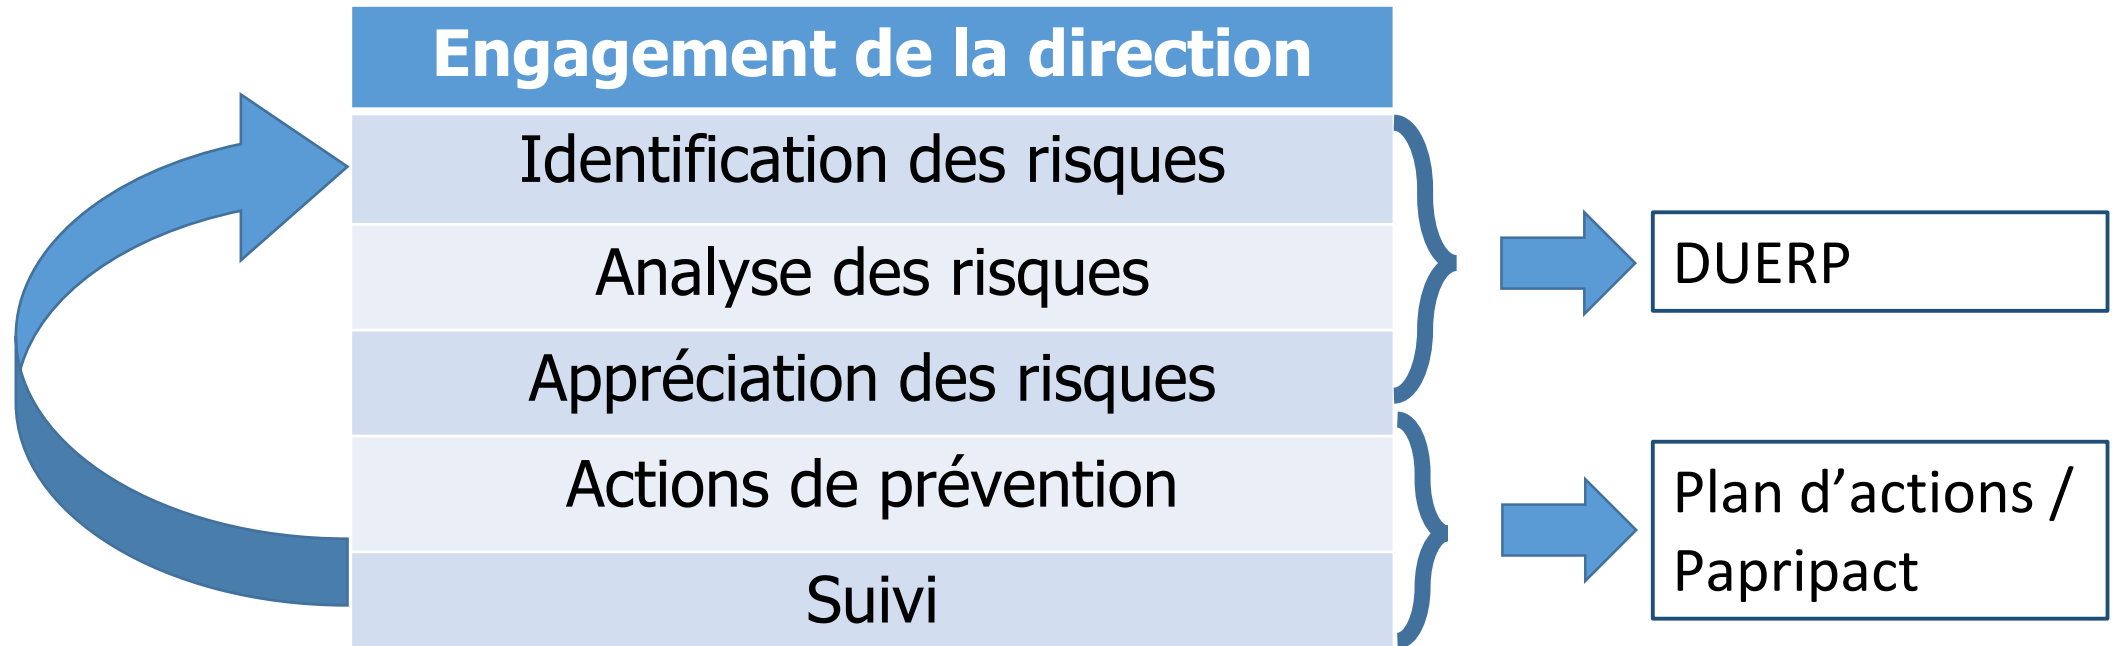 Engagement de la direction
Identification des risques
Analyse des risques
Appréciation des risques
Actions de prévention
Suivi
DUERP
Plan d’actions /
Papripact